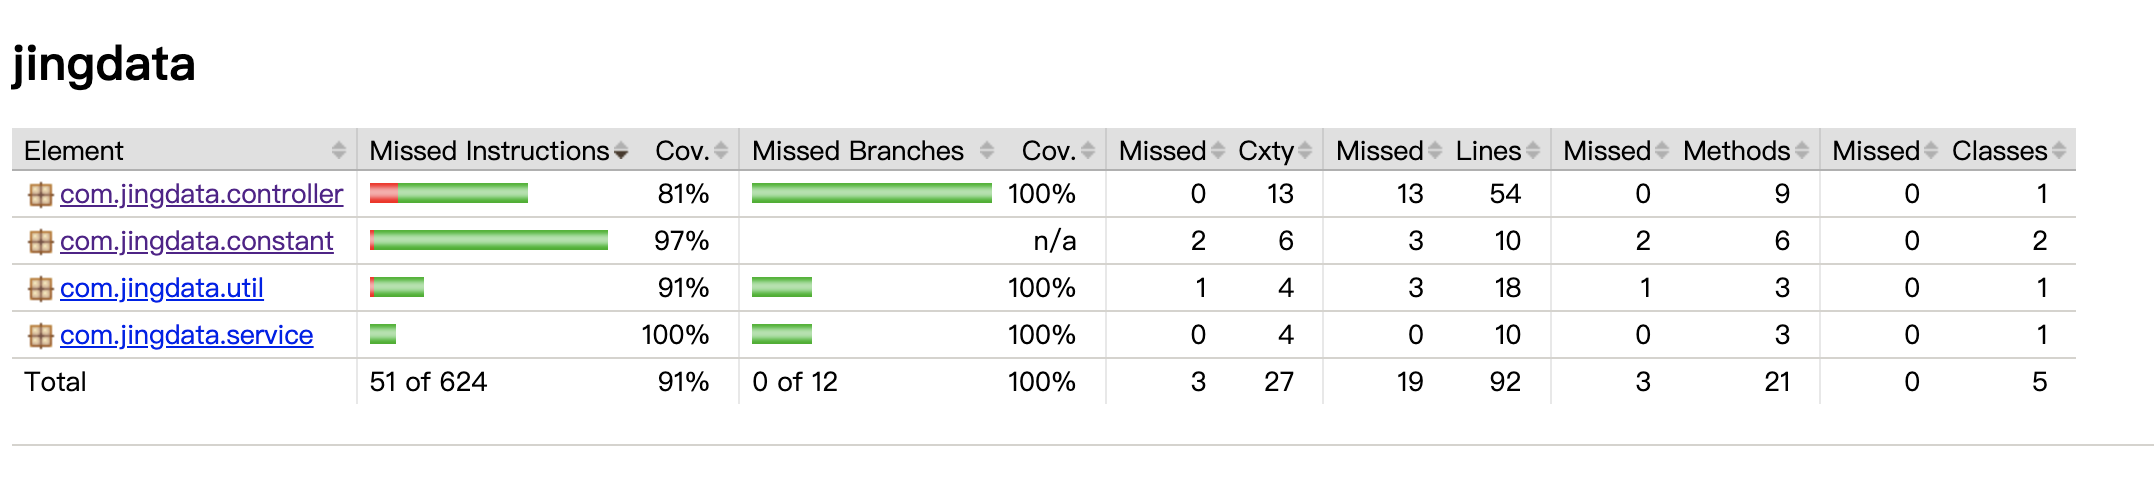 jingdata
Element Missed Instructions Cov. Missed Branches Cov. Missed Cxty Missed Lines Missed Methods Missed Classes
com.jingdata.controller 81% 100% 0 13 13 54 0 9 0 1
com.jingdata.constant 97% n/a 2 6 3 10 2 6 0 2
com.jingdata.util 91% 100% 1 4 3 18 1 3 0 1
com.jingdata.service 100% 100% 0 4 0 10 0 3 0 1
Total 51 of 624 91% 0 of 12 100% 3 27 19 92 3 21 0 5